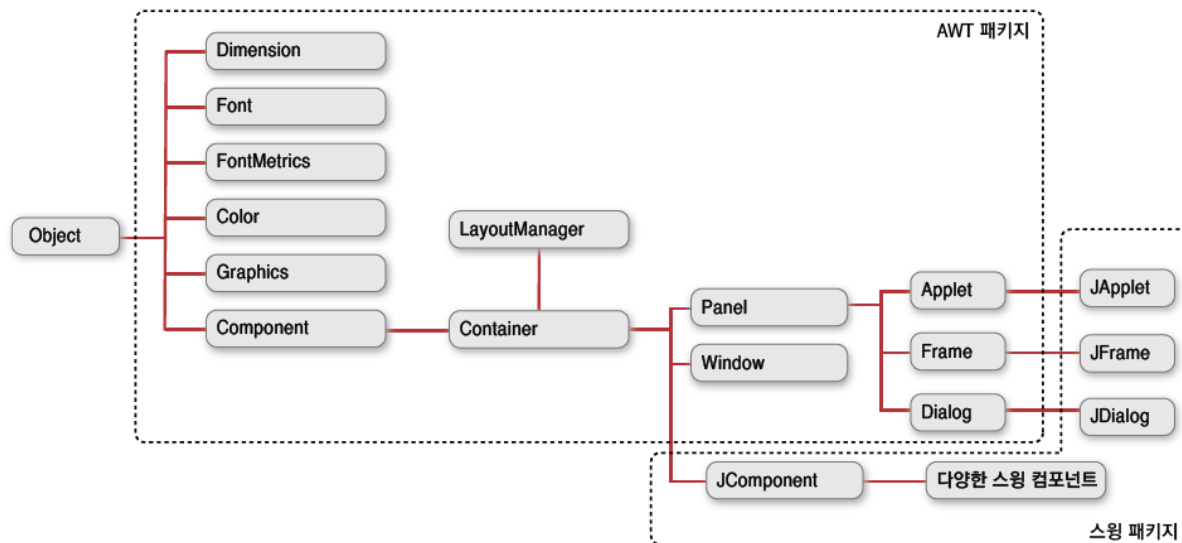 AWT 패키지
Dimension
Font
FontMetrics
Color
Object
LayoutManager
Graphics
Applet
JApplet
Panel
Component
Container
Frame
JFrame
Window
Dialog
JDialog
JComponent
다양한 스윙 컴포넌트
스윙 패키지